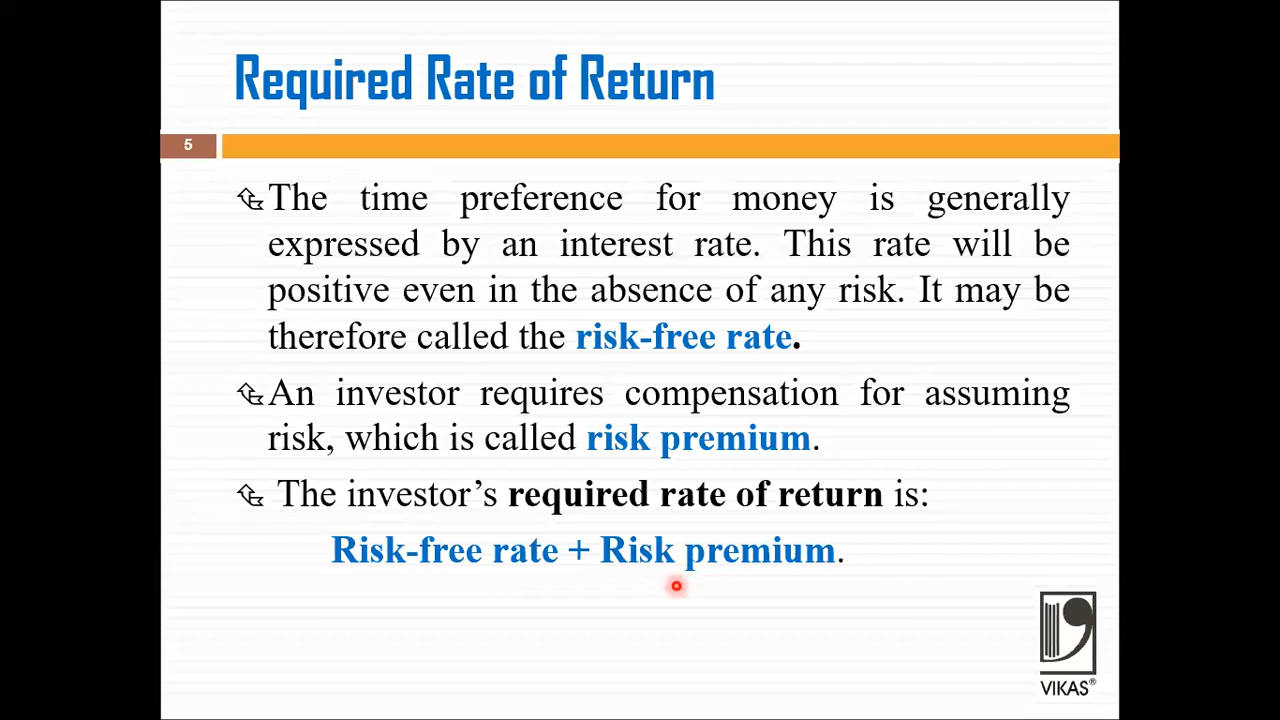 Required Rate of Return
5
The time preference for money is generally
expressed by an interest rate. This rate will be
positive even in the absence of any risk. It may be
therefore called the risk-free rate.
An investor requires compensation for assuming
risk, which is called risk premium.
The investor’s required rate of return is:
Risk-free rate + Risk premium.
VIKAS®